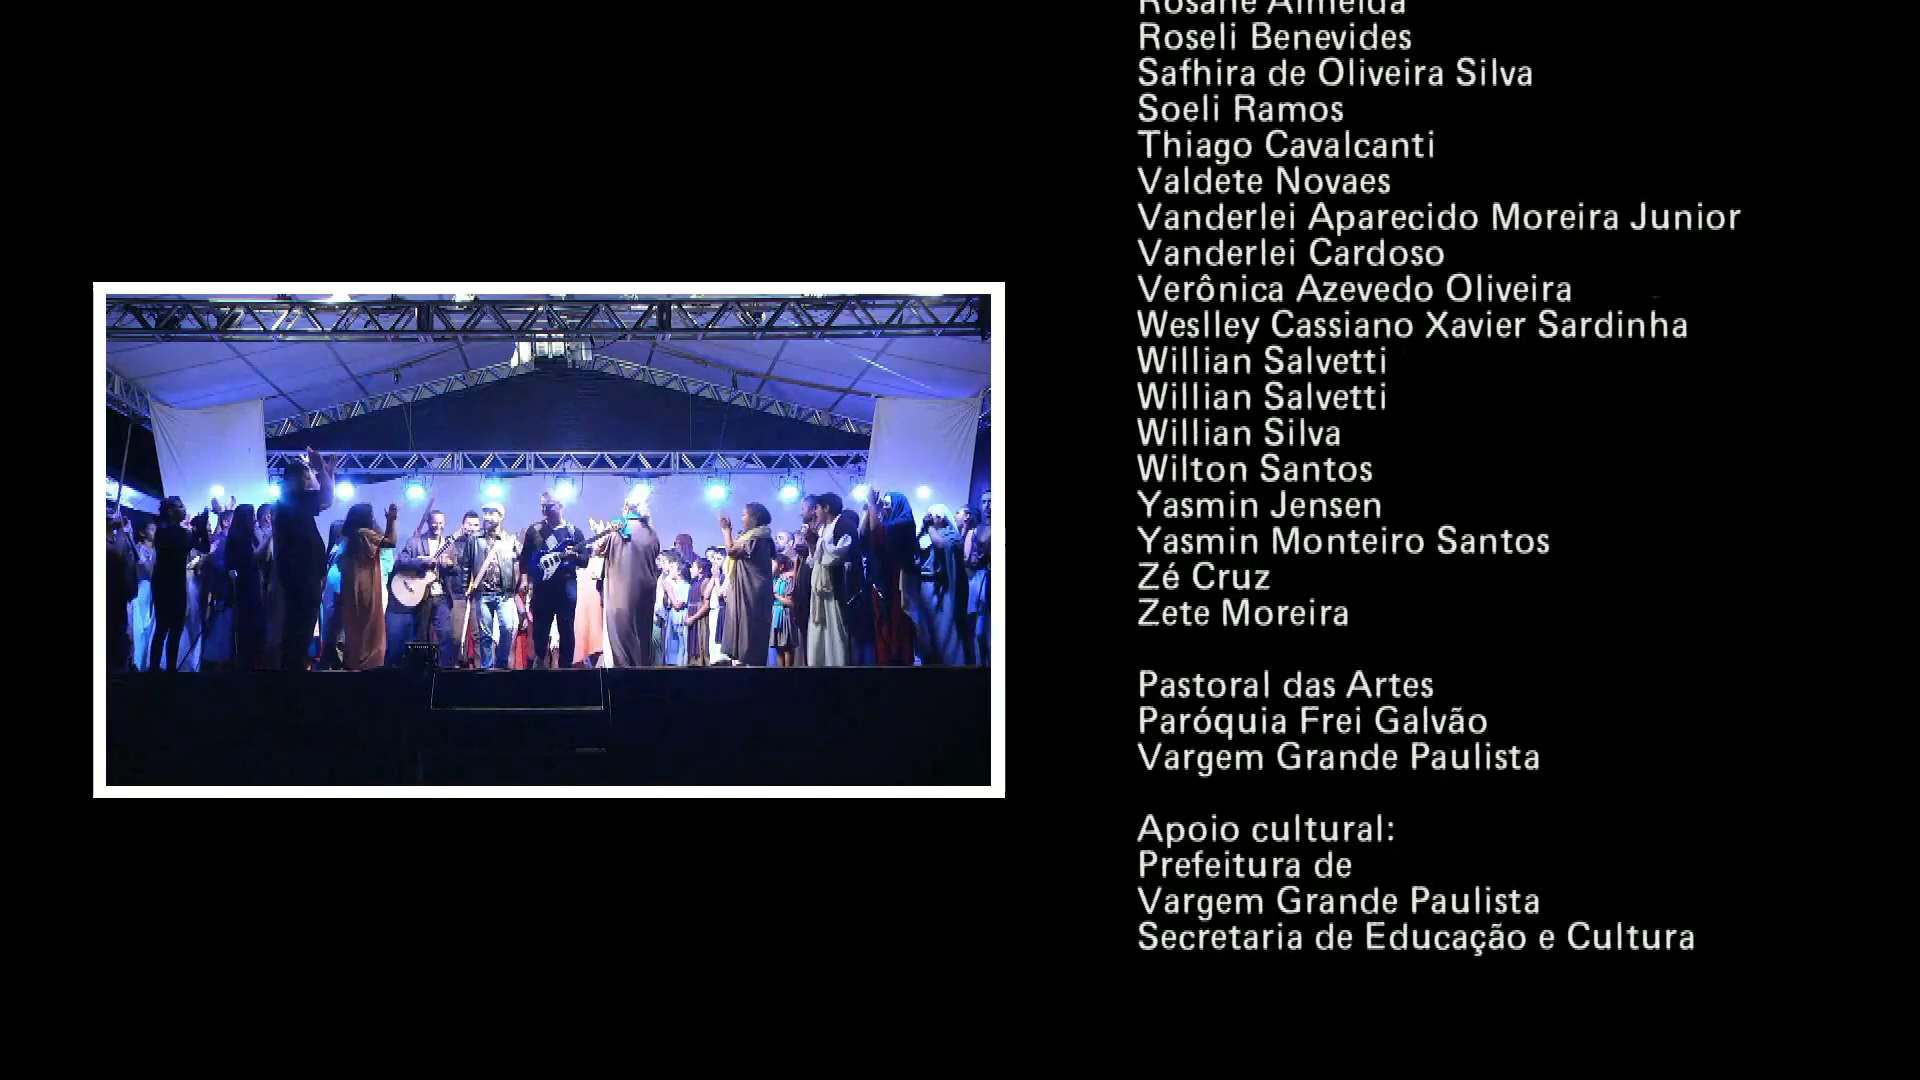 Rosane Almeida
Roseli Benevides
Safhira de Oliveira Silva
Soeli Ramos
Thiago Cavalcanti
Valdete Novaes
Vanderlei Aparecido Moreira Junior
Vanderlei Cardoso
Verônica Azevedo Oliveira
Weslley Cassiano Xavier Sardinha
Willian Salvetti
Willian Salvetti
Willian Silva
Wilton Santos
Yasmin Jensen
Yasmin Monteiro Santos
Zé Cruz
Zete Moreira
Pastoral das Artes
Paróquia Frei Galvão
Vargem Grande Paulista
Apoio cultural:
Prefeitura de
Vargem Grande Paulista
Secretaria de Educação e Cultura